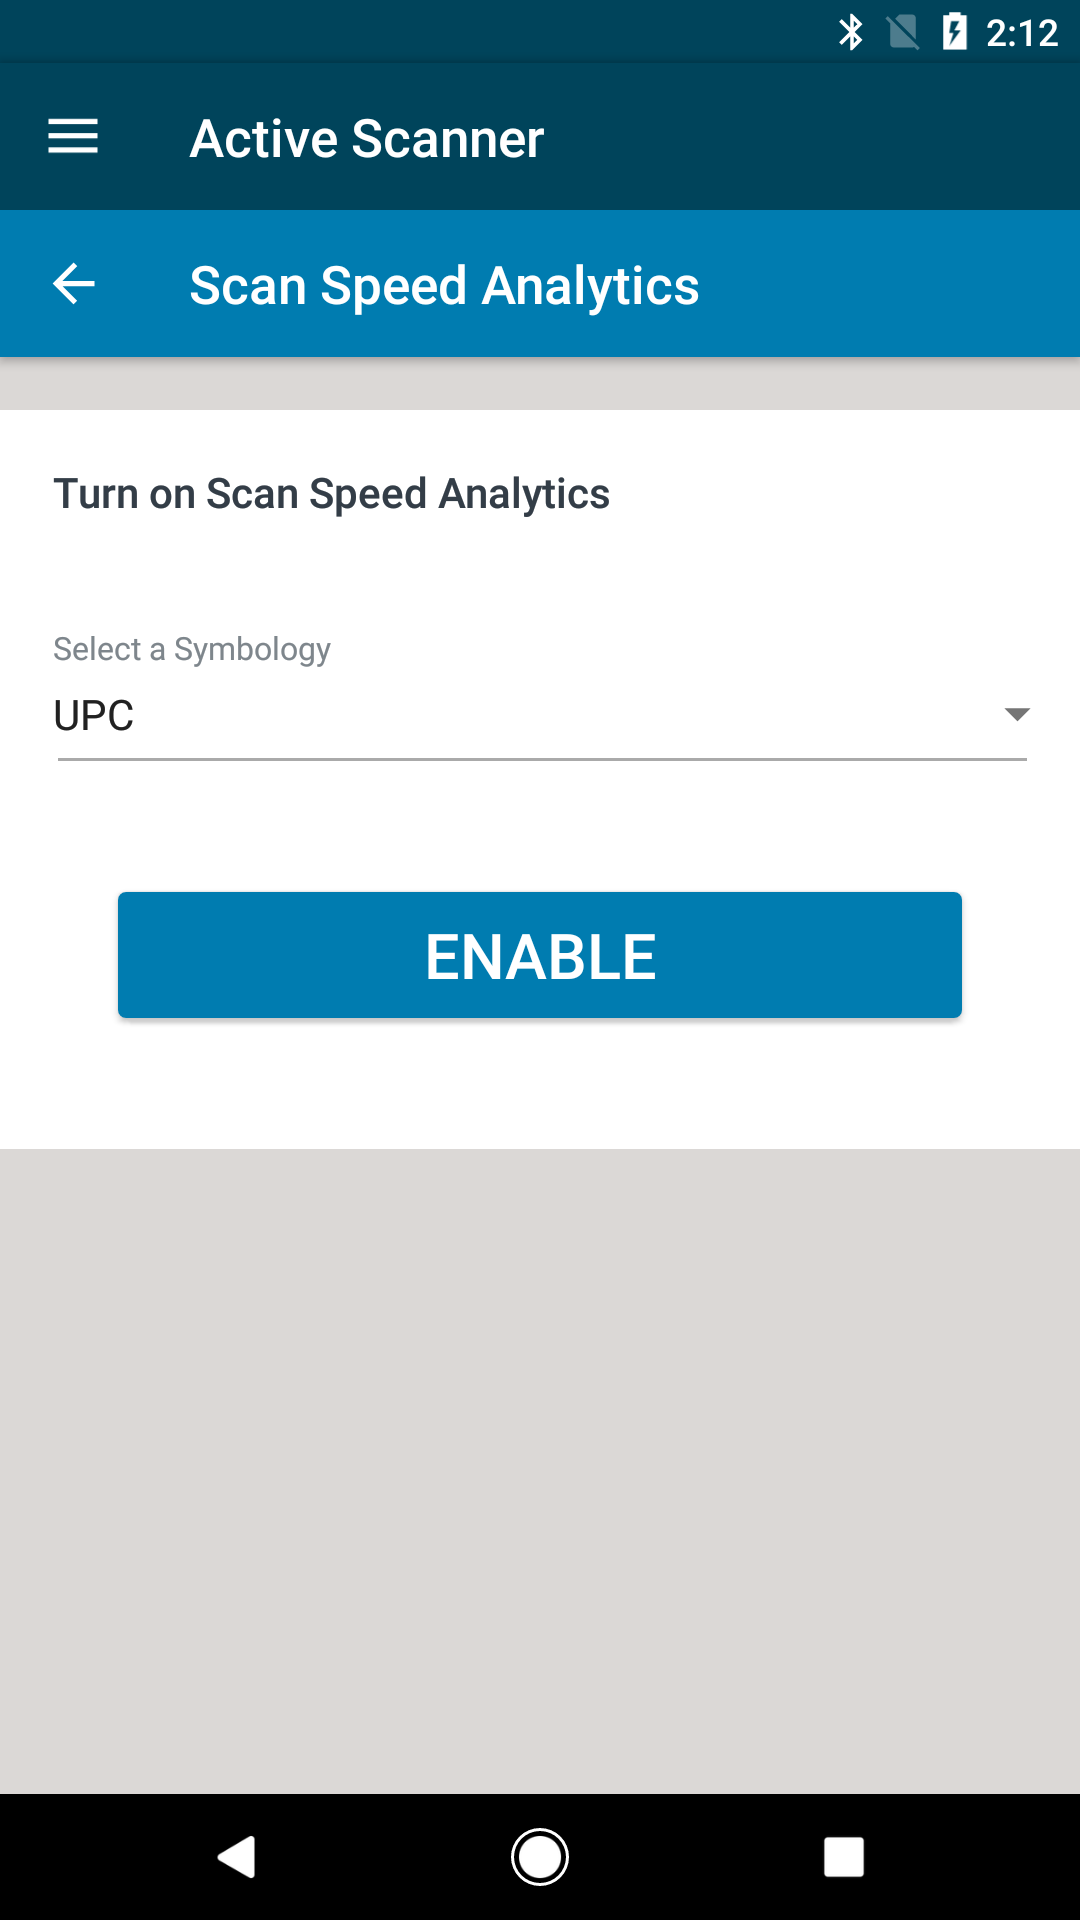 2:12
Active Scanner
Scan Speed Analytics
Turn on Scan Speed Analytics
Select a Symbology
UPC
ENABLE